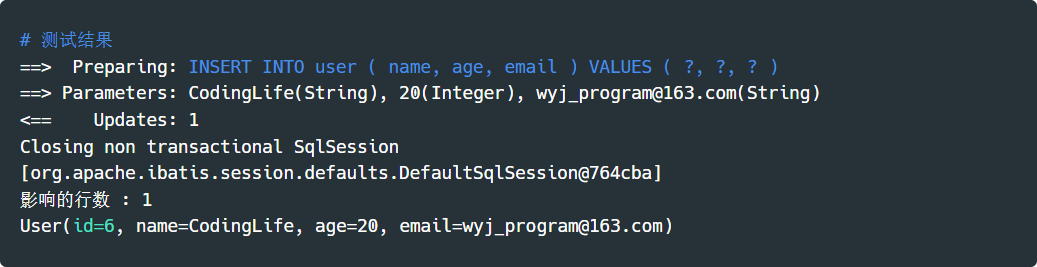 # 测试结果
==>  Preparing: INSERT INTO user ( name, age, email ) VALUES ( ?, ?, ? )
==> Parameters: CodingLife(String), 20(Integer), wyj_program@163.com(String)
<==    Updates: 1
Closing non transactional SqlSession
[org.apache.ibatis.session.defaults.DefaultSqlSession@764cba]
影响的行数 : 1
User(id=6, name=CodingLife, age=20, email=wyj_program@163.com)